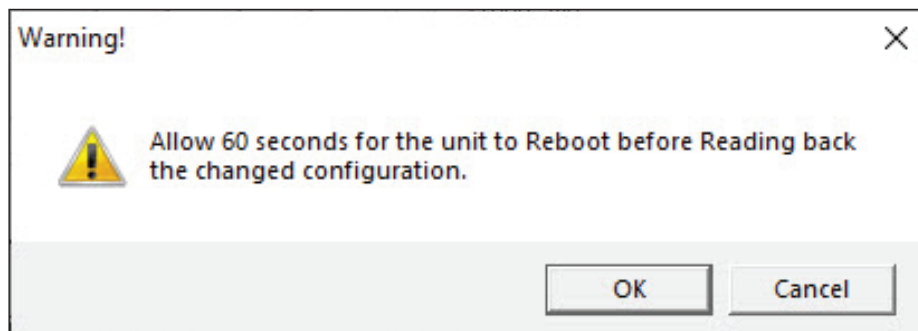 Warning!
Allow 60 seconds for the unit to Reboot before Reading back
the changed configuration.
OK
Cancel